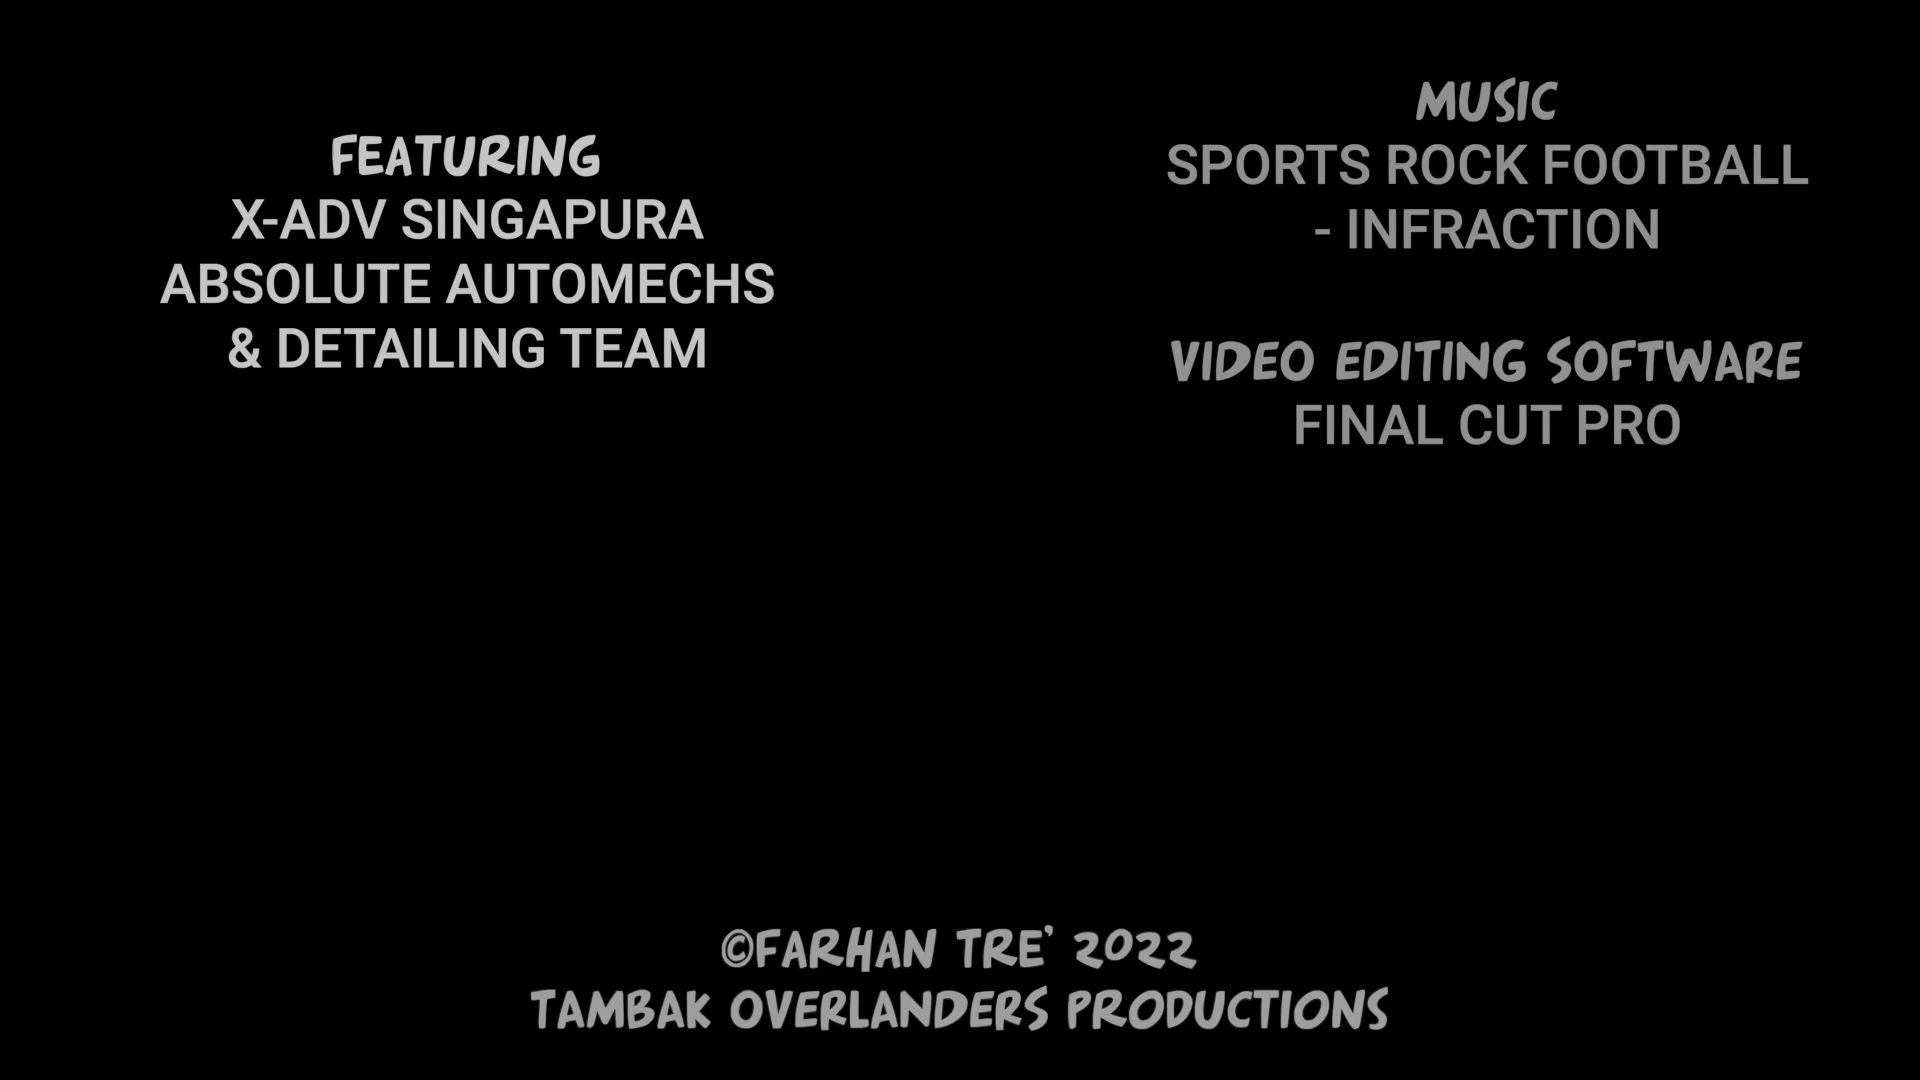 FEATURING
X-ADV SINGAPURA
ABSOLUTE AUTOMECHS
& DETAILING TEAM
MUSIC
SPORTS ROCK FOOTBALL
- INFRACTION
VIDEO EDITING SOFTWARE
FINAL CUT PRO
©FARHAN TRE' 2022
TAMBAK OVERLANDERS PRODUCTIONS